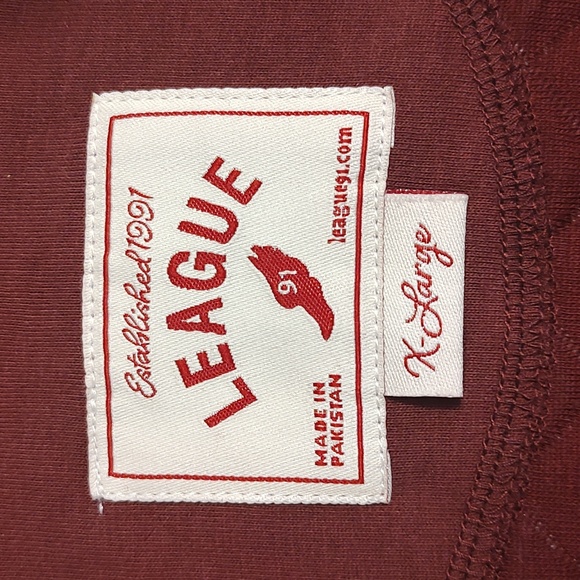 Established 1991
LEAGUE
91
MADE IN
PAKISTAN
league91.com
X-Large